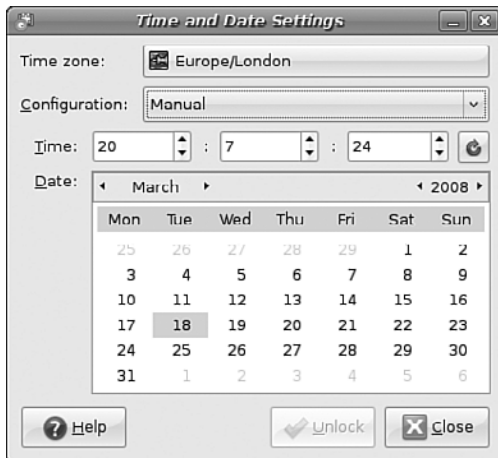 Time and Date Settings
Time zone: Europe/London
Configuration: Manual
Time: 20 : 7 : 24
Date: March 2008
Mon Tue Wed Thu Fri Sat Sun
25 26 27 28 29 1 2
3 4 5 6 7 8 9
10 11 12 13 14 15 16
17 18 19 20 21 22 23
24 25 26 27 28 29 30
31 1 2 3 4 5 6
Help Unlock Close